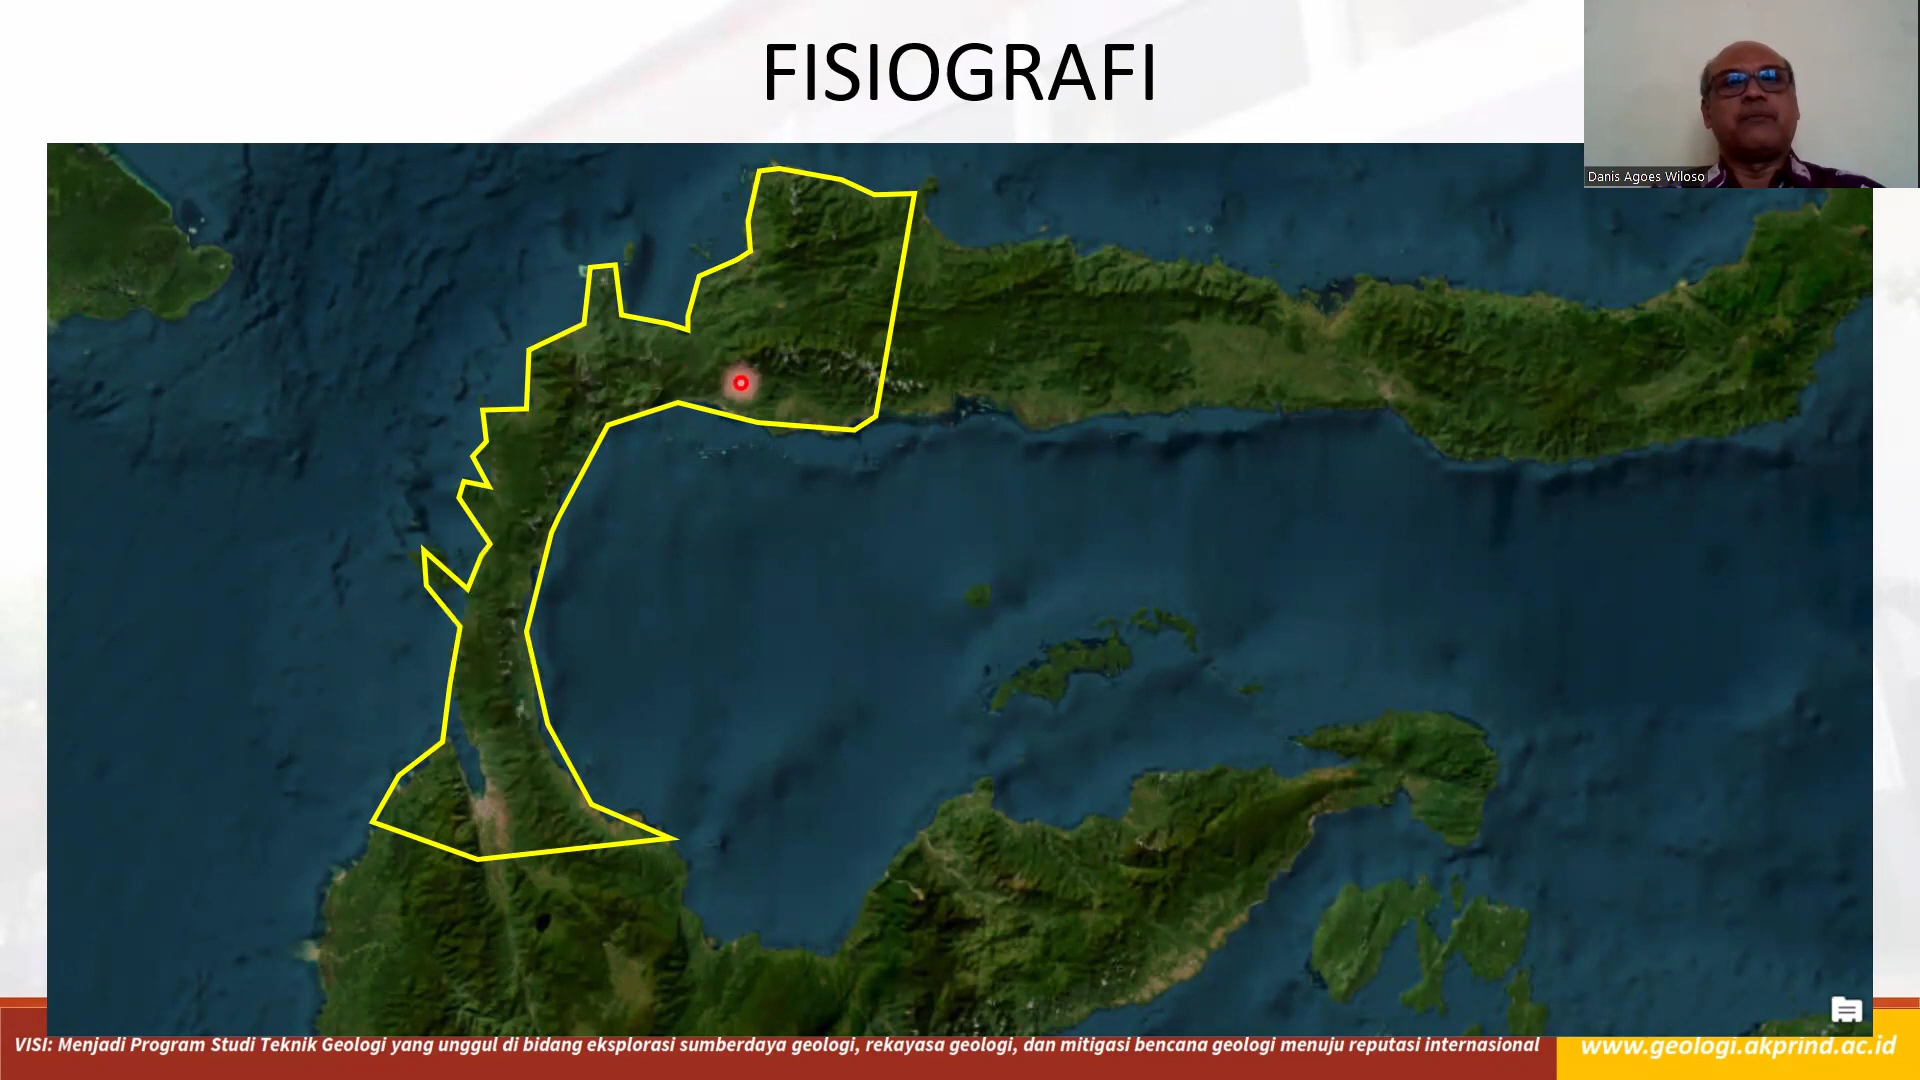 FISIOGRAFI
Danis Agoes Wiloso
VISI: Menjadi Program Studi Teknik Geologi yang unggul di bidang eksplorasi sumberdaya geologi, rekayasa geologi, dan mitigasi bencana geologi menuju reputasi internasional
www.geologi.akprind.ac.id